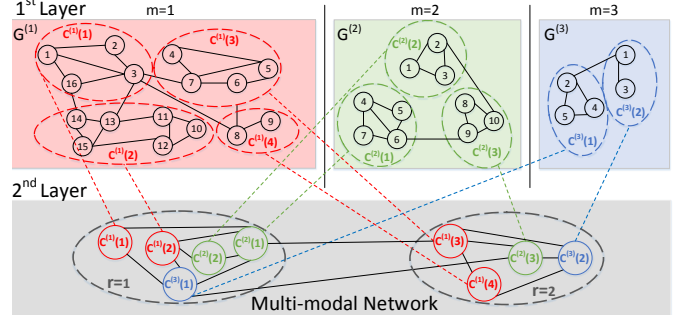 1st Layer m=1 m=2 m=3
G(1) C(1)(1) C(1)(3) G(2) C(2)(2) G(3)
1 2 3 16 4 5 7 6
2 1 3
1 2 3 5 4
14 13 11 10 15 12 8 9
4 5 7 6 8 9 10
C(1)(2) C(1)(4) C(2)(1) C(2)(3) C(3)(1) C(3)(2)
2nd Layer
C(1)(1) C(1)(2) C(2)(2) C(2)(1) C(1)(3) C(2)(3) C(3)(2)
r=1 C(3)(1) C(1)(4) r=2
Multi-modal Network